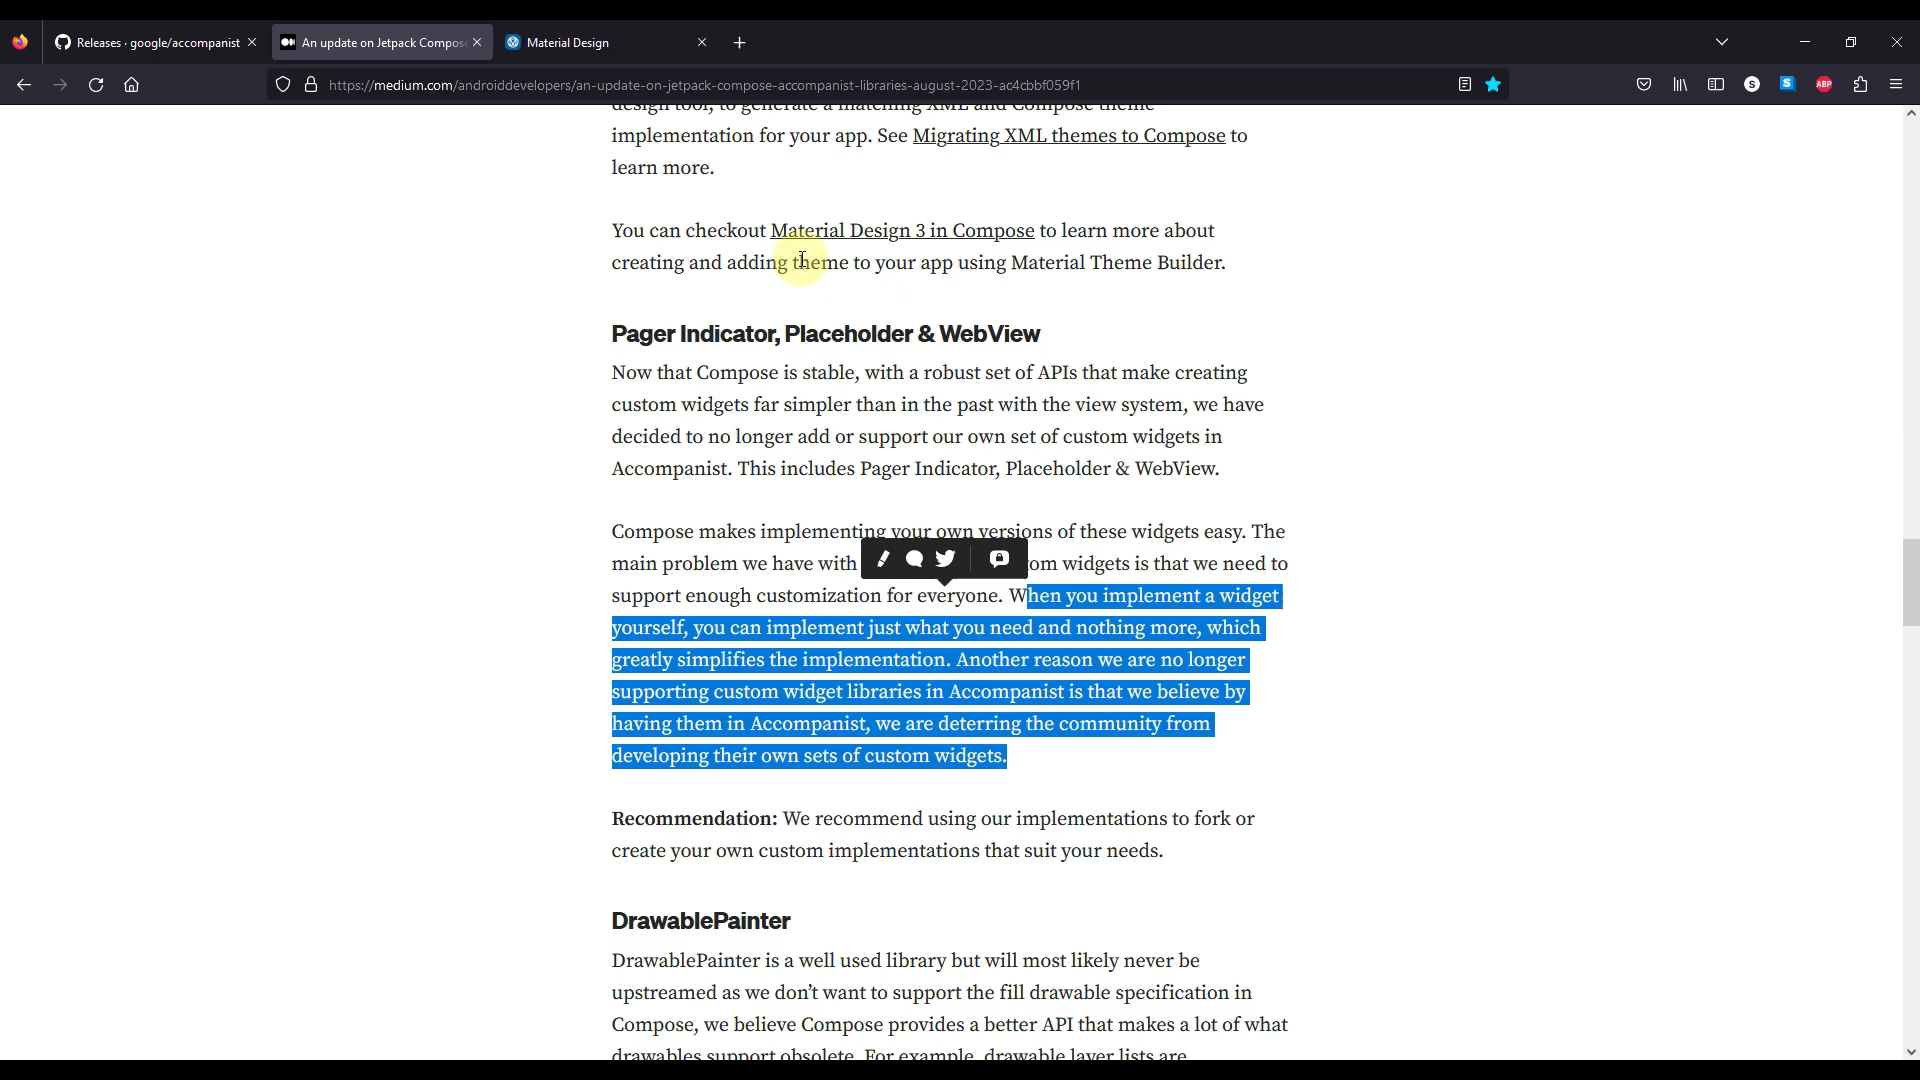 Releases · google/accompanist
An update on Jetpack Compos
Material Design
https://medium.com/androiddevelopers/an-update-on-jetpack-compose-accompanist-libraries-august-2023-ac4cbbf059f1
S
S
ABP
design tool, to generate a matching XML and Compose theme
implementation for your app. See Migrating XML themes to Compose to
learn more.
You can checkout Material Design 3 in Compose to learn more about
creating and adding theme to your app using Material Theme Builder.
Pager Indicator, Placeholder & WebView
Now that Compose is stable, with a robust set of APIs that make creating
custom widgets far simpler than in the past with the view system, we have
decided to no longer add or support our own set of custom widgets in
Accompanist. This includes Pager Indicator, Placeholder & WebView.
Compose makes implementing your own versions of these widgets easy. The
main problem we have with om widgets is that we need to
support enough customization for everyone. When you implement a widget
yourself, you can implement just what you need and nothing more, which
greatly simplifies the implementation. Another reason we are no longer
supporting custom widget libraries in Accompanist is that we believe by
having them in Accompanist, we are deterring the community from
developing their own sets of custom widgets.
Recommendation: We recommend using our implementations to fork or
create your own custom implementations that suit your needs.
DrawablePainter
DrawablePainter is a well used library but will most likely never be
upstreamed as we don’t want to support the fill drawable specification in
Compose, we believe Compose provides a better API that makes a lot of what
drawables support obsolete. For example, drawable layer lists are